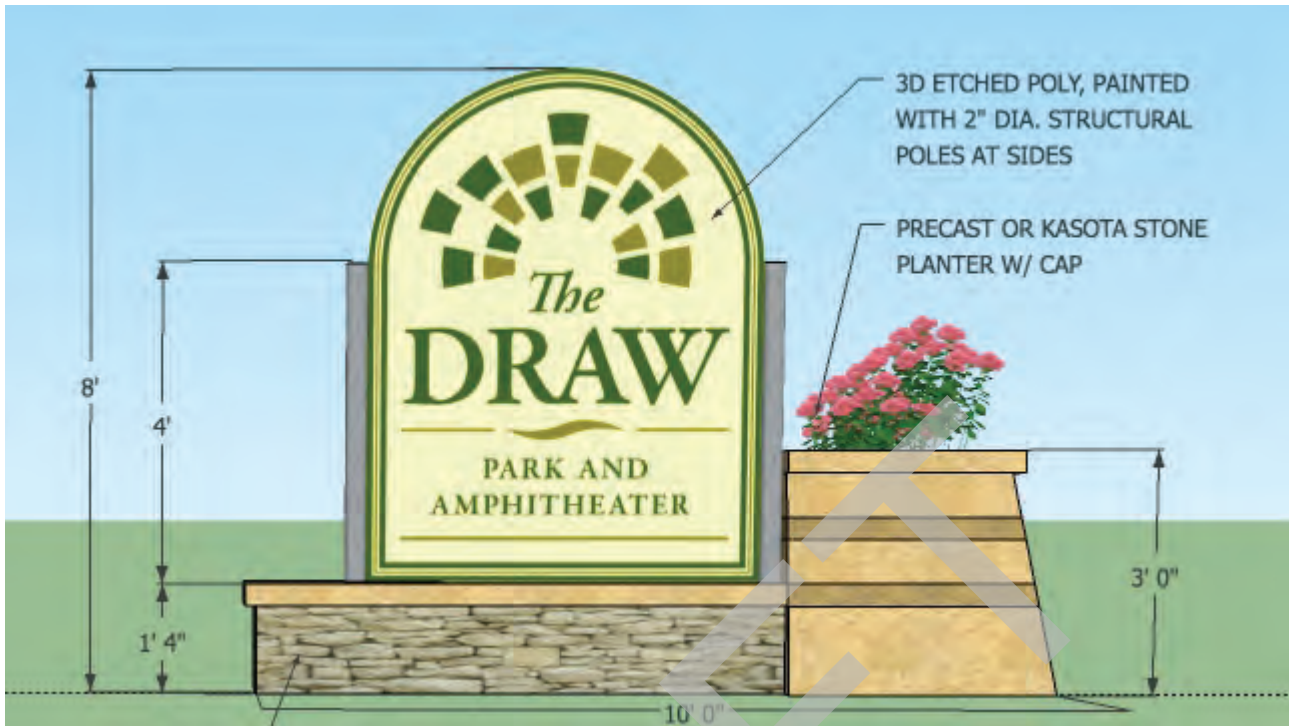 3D ETCHED POLY, PAINTED
WITH 2" DIA. STRUCTURAL
POLES AT SIDES
PRECAST OR KASOTA STONE
PLANTER W/ CAP
The
DRAW
PARK AND
AMPHITHEATER
8'
4'
1' 4"
3' 0"
10' 0"